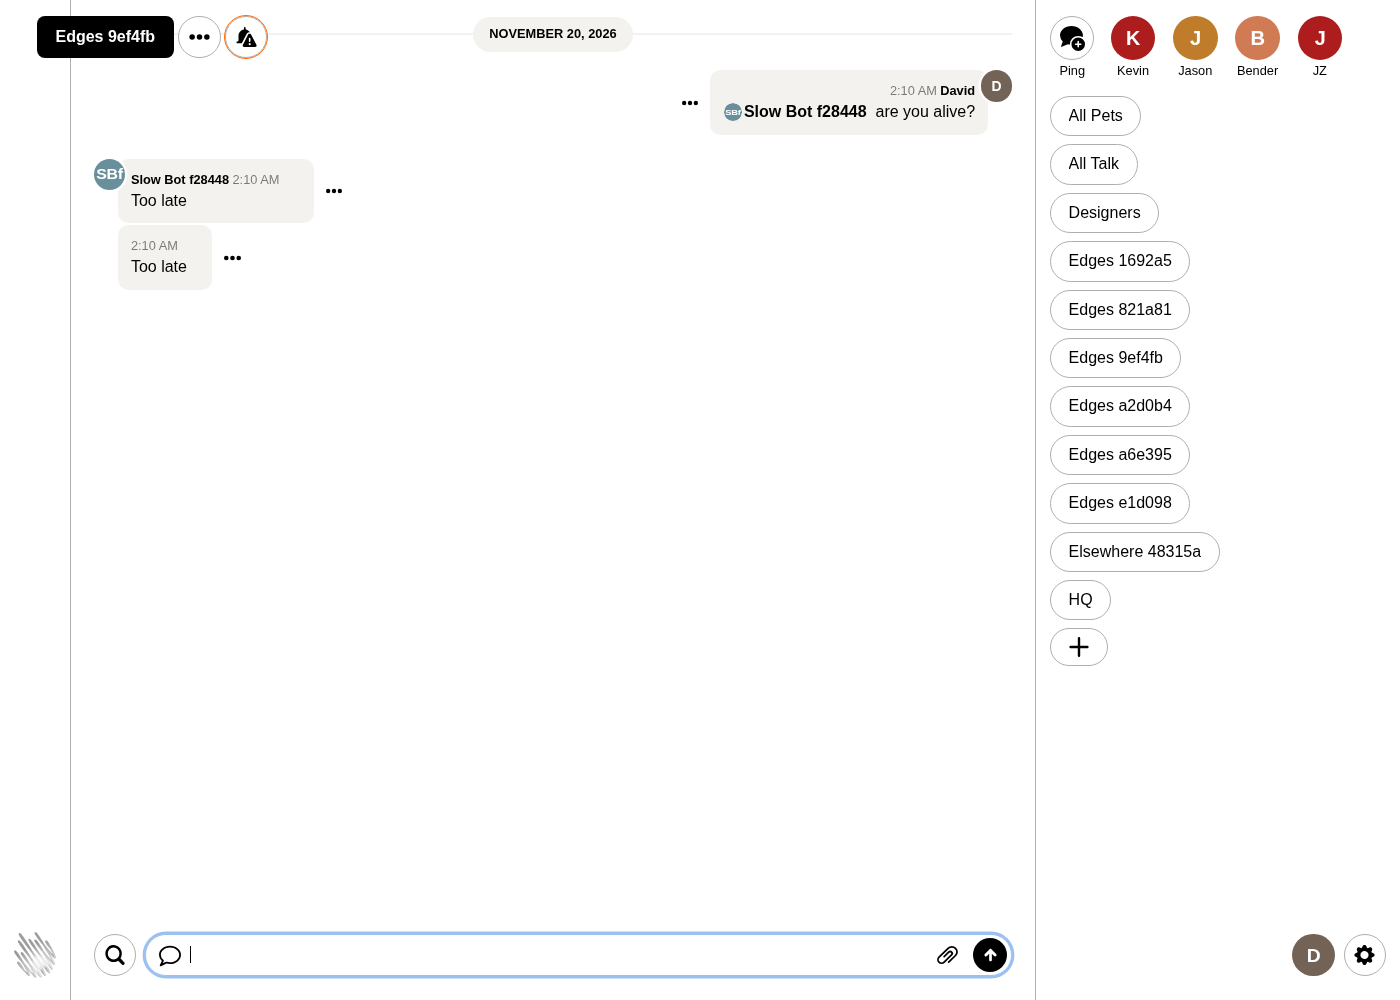 Edges 9ef4fb
NOVEMBER 20, 2026
2:10 AM David
SBf Slow Bot f28448 are you alive?
D
SBf
Slow Bot f28448 2:10 AM
Too late
2:10 AM
Too late
K
J
B
J
Ping
Kevin
Jason
Bender
JZ
All Pets
All Talk
Designers
Edges 1692a5
Edges 821a81
Edges 9ef4fb
Edges a2d0b4
Edges a6e395
Edges e1d098
Elsewhere 48315a
HQ
D